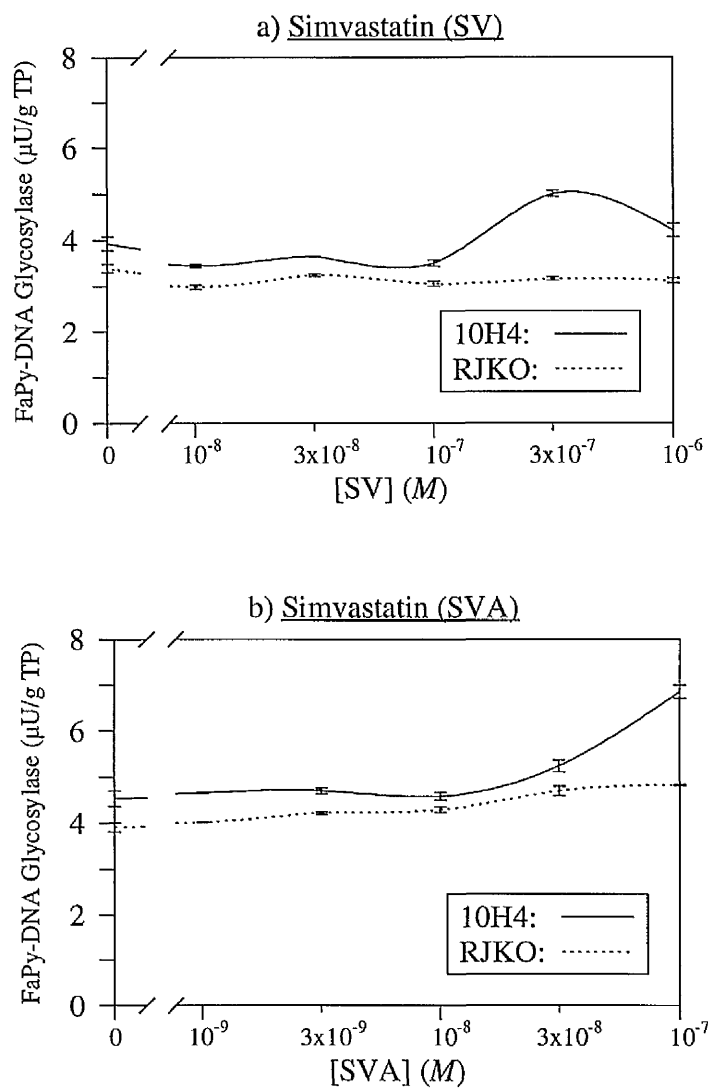 a) Simvastatin (SV)
FaPy-DNA Glycosylase (µU/g TP)
8
6
4
2
0
10H4:
RJKO:
0 10⁻⁸ 3x10⁻⁸ 10⁻⁷ 3x10⁻⁷ 10⁻⁶
[SV] (M)
b) Simvastatin (SVA)
FaPy-DNA Glycosylase (µU/g TP)
8
6
4
2
0
10H4:
RJKO:
0 10⁻⁹ 3x10⁻⁹ 10⁻⁸ 3x10⁻⁸ 10⁻⁷
[SVA] (M)